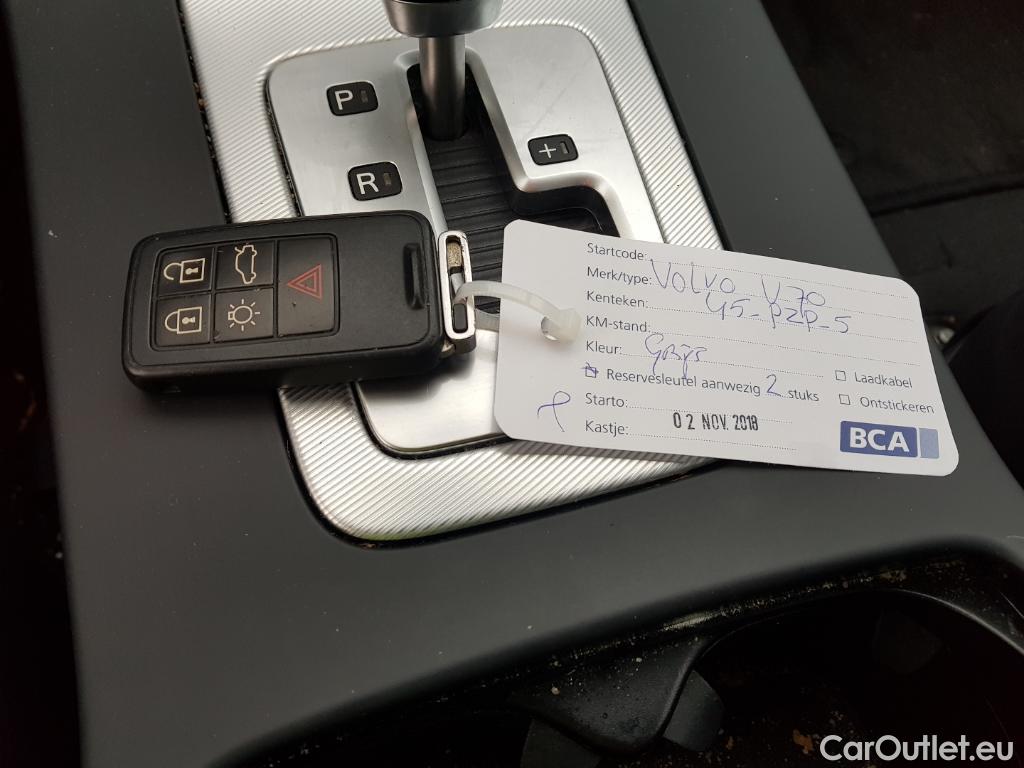 P
R
+
Startcode:
Merk/type: Volvo V70
Kenteken: 45-PZP-5
KM-stand:
Kleur: Grijs
Reservesleutel aanwezig 2 stuks
Laadkabel
Starto:
Ontstickeren
Kastje: 02 NOV. 2018
BCA
CarOutlet.eu